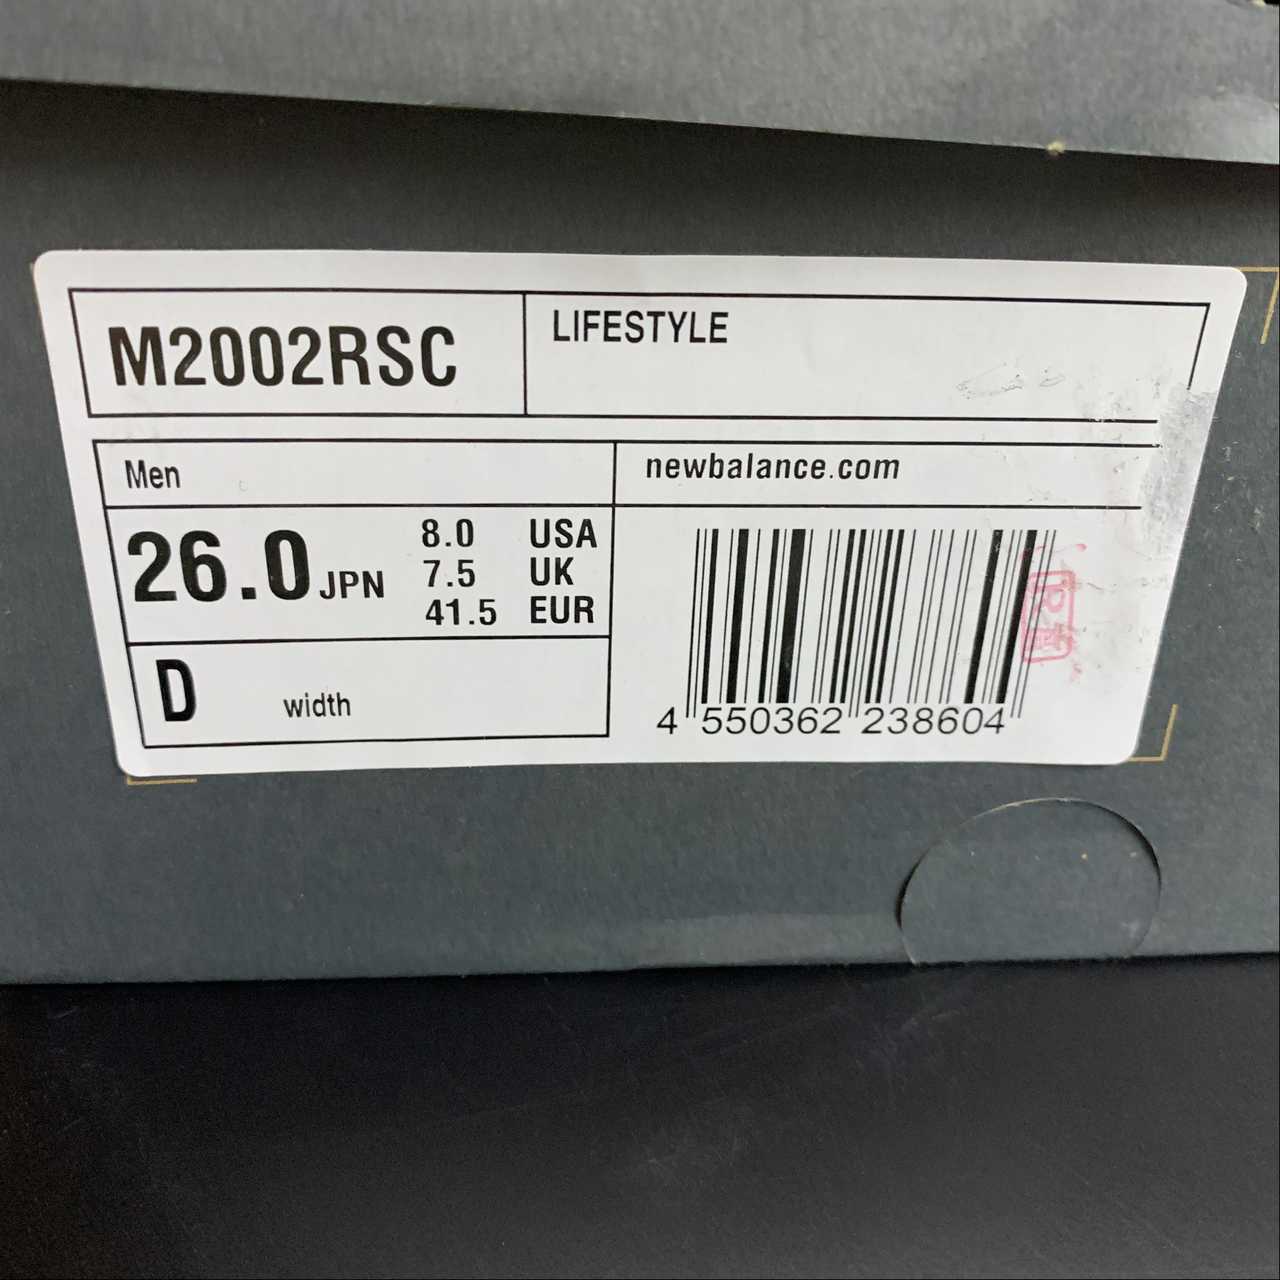 M2002RSC
LIFESTYLE
Men
newbalance.com
26.0 JPN
8.0 USA
7.5 UK
41.5 EUR
D width
4 550362 238604